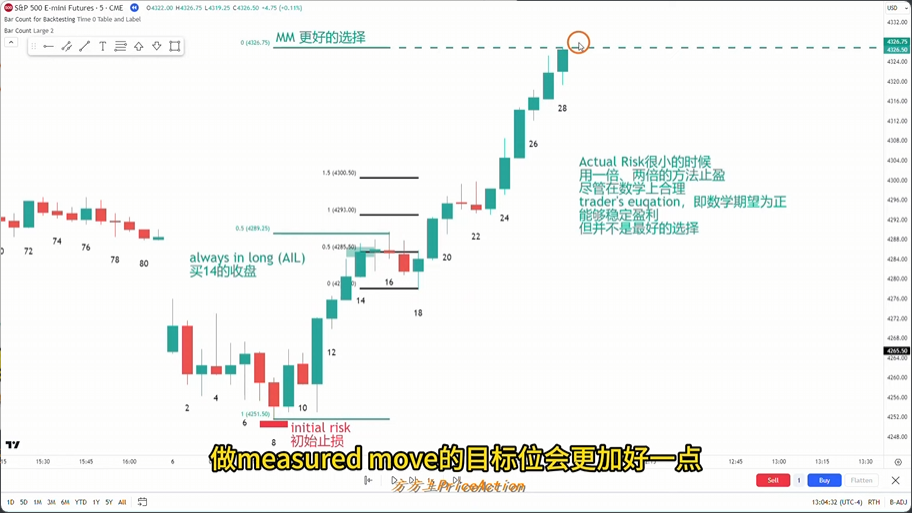 S&P 500 E-mini Futures · 5 · CME
O4322.00 H4326.75 L4319.25 C4326.50 +4.75 (+0.11%)
USD
Bar Count for Backtesting Time 0 Table and Label
Bar Count Large 2
4332.00
0 (4326.75)
MM 更好的选择
4326.75
4326.50
4324.00
4320.00
4316.00
4312.00
4308.00
4304.00
4300.00
4296.00
4292.00
4288.00
4284.00
4280.00
4276.00
4272.00
4268.00
4265.50
4260.00
4256.00
4252.00
4248.00
28
26
Actual Risk很小的时候
用一倍、两倍的方法止盈
尽管在数学上合理
trader's euqation，即数学期望为正
能够稳定盈利
但并不是最好的选择
1.5 (4300.50)
1 (4293.00)
0.5 (4289.25)
0.5 (4285.50)
24
22
20
72
74
76
78
80
always in long (AIL)
买14的收盘
14
16
18
12
2
4
6
8
10
1 (4251.50)
initial risk
初始止损
做measured move的目标位会更加好一点
方方土PriceAction
15:30
15:45
16:00
6
12:45
13:00
13:15
13:30
Sell
1
Buy
Flatten
1D 5D 1M 3M 6M YTD 1Y 5Y All
13:04:32 (UTC-4) RTH B-ADJ